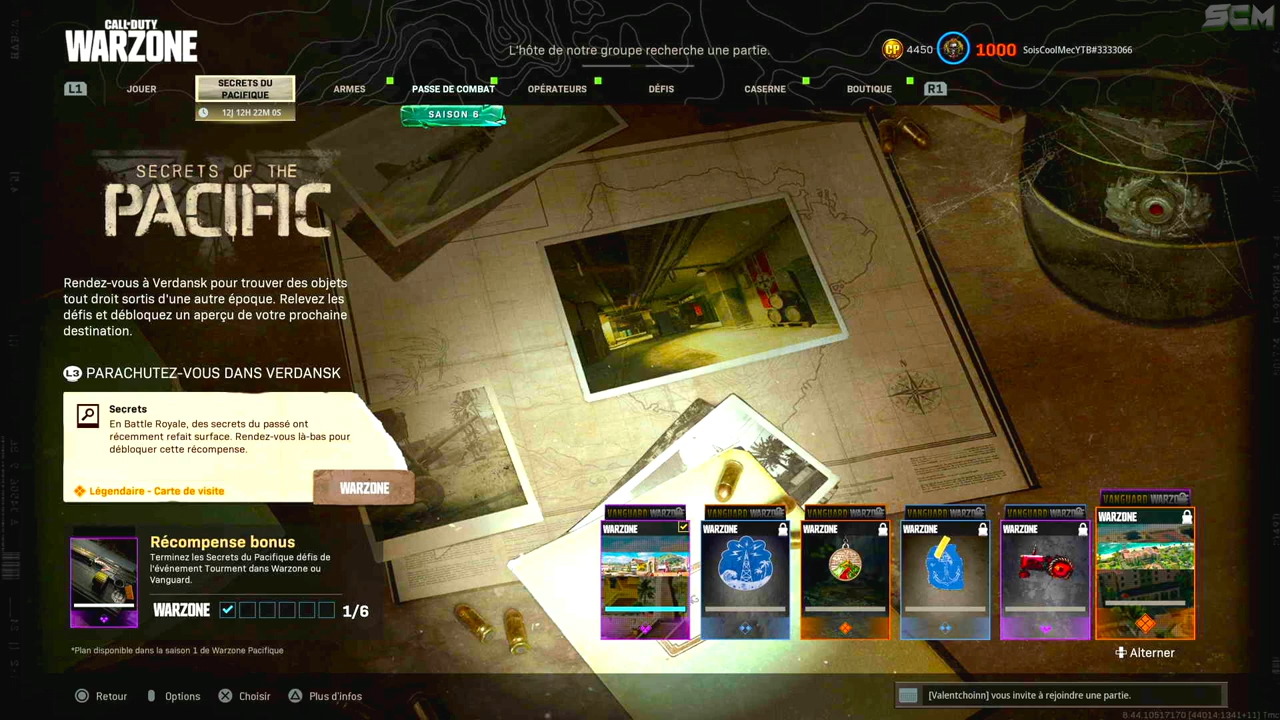 SCM
CALL·DUTY
WARZONE
L'hôte de notre groupe recherche une partie.
4450
1000
SoisCoolMecYTB#3333066
L1
JOUER
SECRETS DU
PACIFIQUE
ARMES
PASSE DE COMBAT
OPÉRATEURS
DÉFIS
CASERNE
BOUTIQUE
R1
12j 12H 22M 0S
SAISON 6
SECRETS OF THE
PACIFIC
Rendez-vous à Verdansk pour trouver des objets
tout droit sortis d'une autre époque. Relevez les
défis et débloquez un aperçu de votre prochaine
destination.
L3 PARACHUTEZ-VOUS DANS VERDANSK
Secrets
En Battle Royale, des secrets du passé ont
récemment refait surface. Rendez-vous là-bas pour
débloquer cette récompense.
Légendaire - Carte de visite
WARZONE
VANGUARD WARZONE
VANGUARD WARZONE
VANGUARD WARZONE
VANGUARD WARZONE
VANGUARD WARZONE
VANGUARD WARZONE
WARZONE
WARZONE
WARZONE
WARZONE
WARZONE
WARZONE
Récompense bonus
Terminez les Secrets du Pacifique défis de
l'événement Tourment dans Warzone ou
Vanguard.
WARZONE
1/6
*Plan disponible dans la saison 1 de Warzone Pacifique
Alterner
Retour
Options
Choisir
Plus d'infos
[Valentchoinn] vous invite à rejoindre une partie.